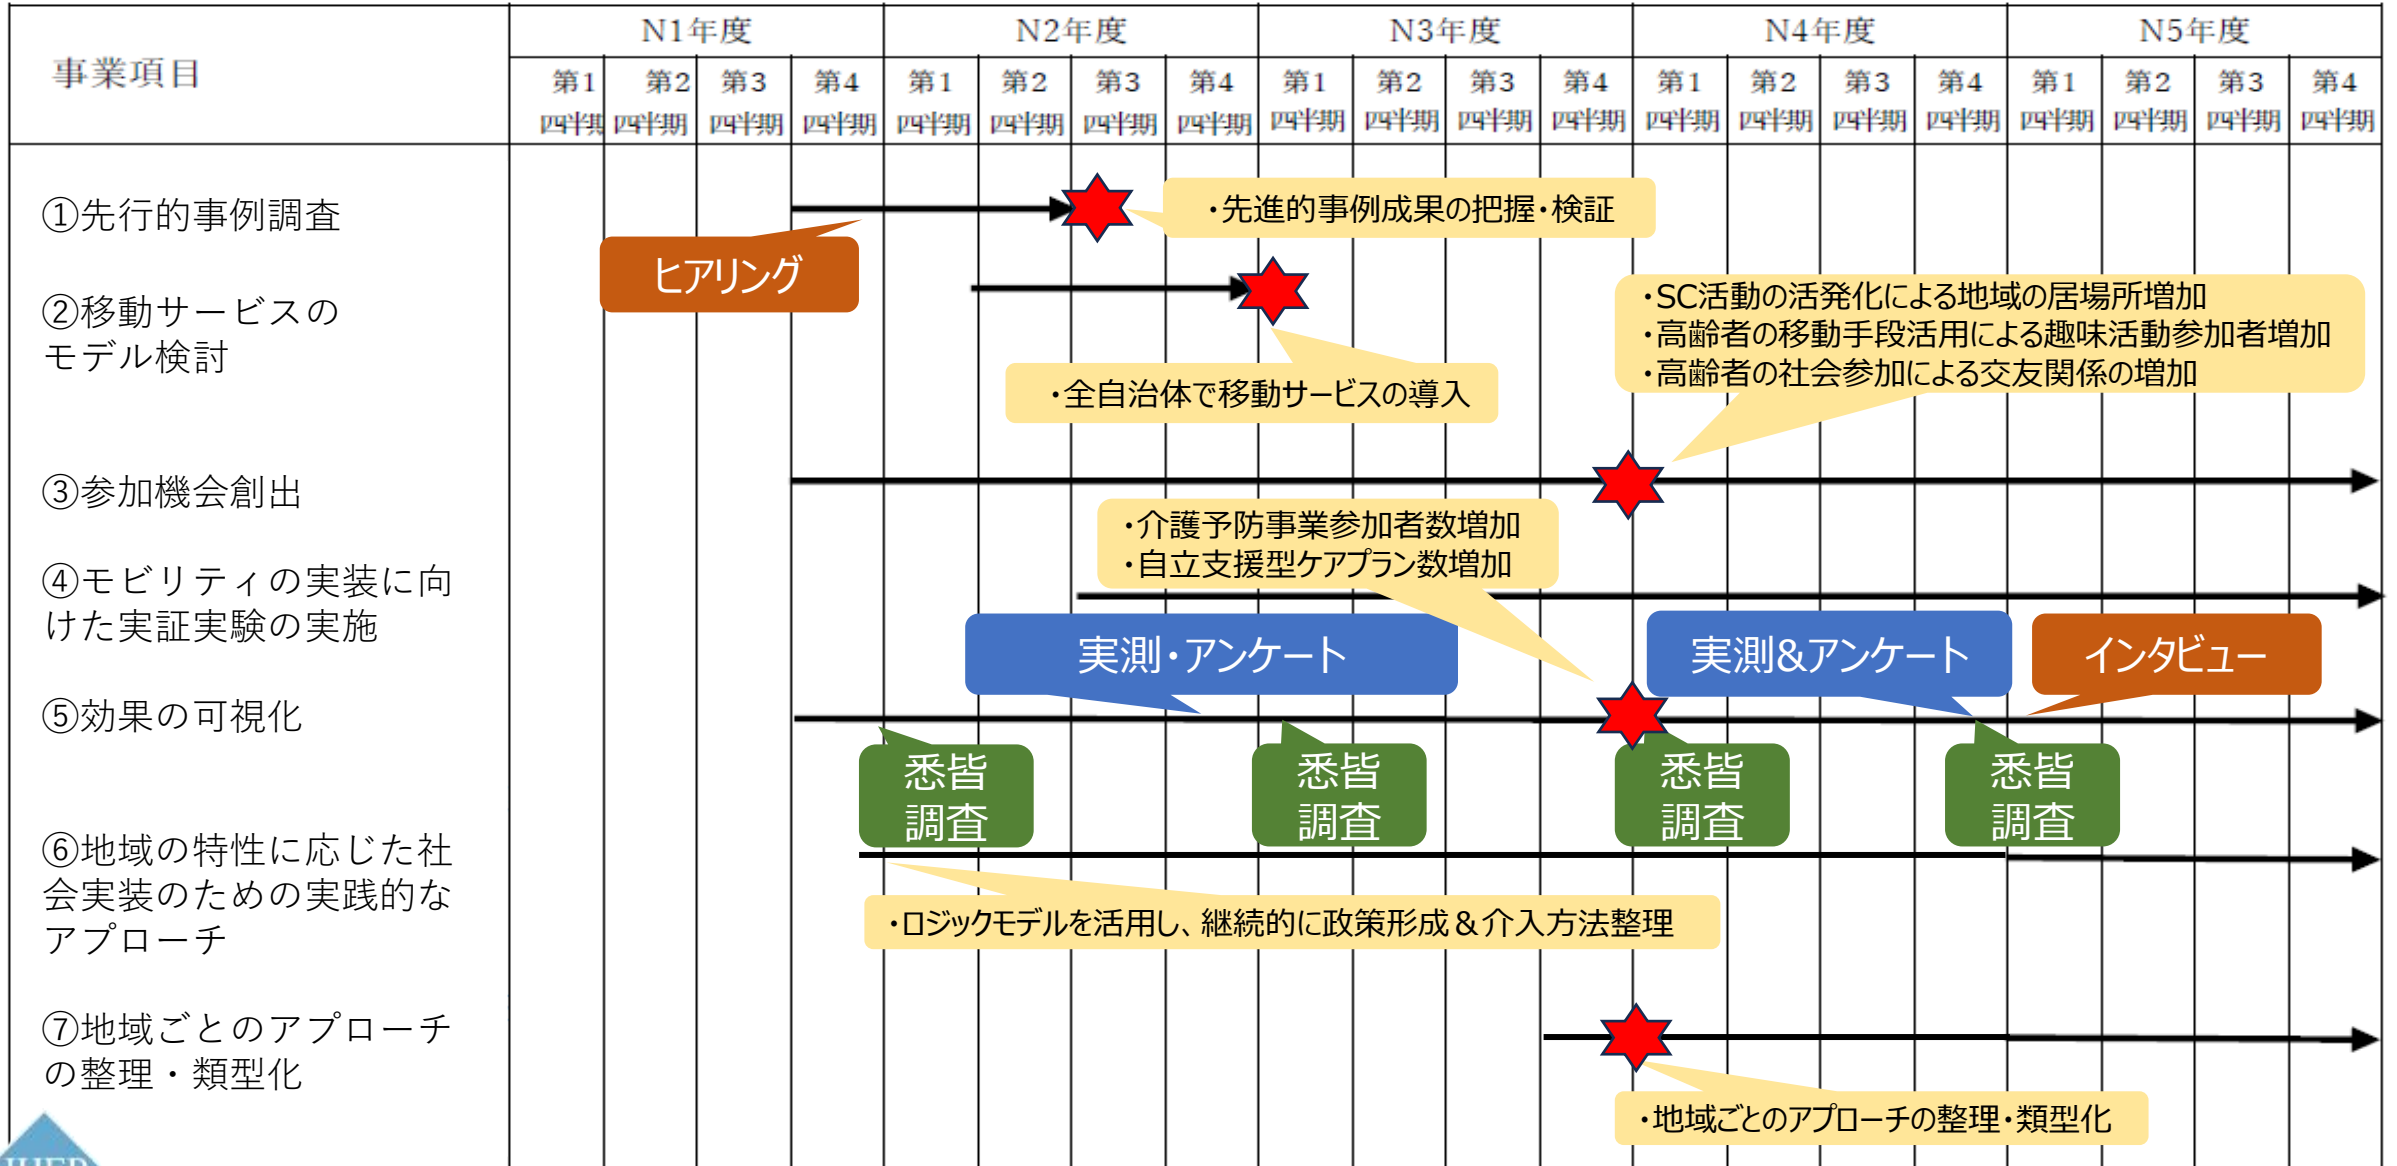 事業項目
N1年度
N2年度
N3年度
N4年度
N5年度
第1
四半期
第2
四半期
第3
四半期
第4
四半期
第1
四半期
第2
四半期
第3
四半期
第4
四半期
第1
四半期
第2
四半期
第3
四半期
第4
四半期
第1
四半期
第2
四半期
第3
四半期
第4
四半期
第1
四半期
第2
四半期
第3
四半期
第4
四半期
①先行的事例調査
・先進的事例成果の把握・検証
ヒアリング
②移動サービスの
モデル検討
・全自治体で移動サービスの導入
・SC活動の活発化による地域の居場所増加
・高齢者の移動手段活用による趣味活動参加者増加
・高齢者の社会参加による交友関係の増加
③参加機会創出
・介護予防事業参加者数増加
・自立支援型ケアプラン数増加
④モビリティの実装に向
けた実証実験の実施
実測・アンケート
実測&アンケート
インタビュー
⑤効果の可視化
悉皆
調査
悉皆
調査
悉皆
調査
悉皆
調査
⑥地域の特性に応じた社
会実装のための実践的な
アプローチ
・ロジックモデルを活用し、継続的に政策形成＆介入方法整理
⑦地域ごとのアプローチ
の整理・類型化
・地域ごとのアプローチの整理・類型化